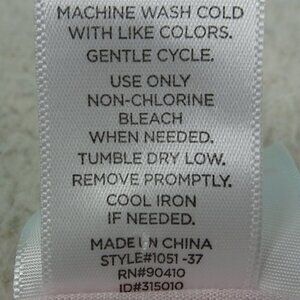 MACHINE WASH COLD
WITH LIKE COLORS.
GENTLE CYCLE.
USE ONLY
NON-CHLORINE
BLEACH
WHEN NEEDED.
TUMBLE DRY LOW.
REMOVE PROMPTLY.
COOL IRON
IF NEEDED.
MADE IN CHINA
STYLE#1051 -37
RN#90410
ID#315010